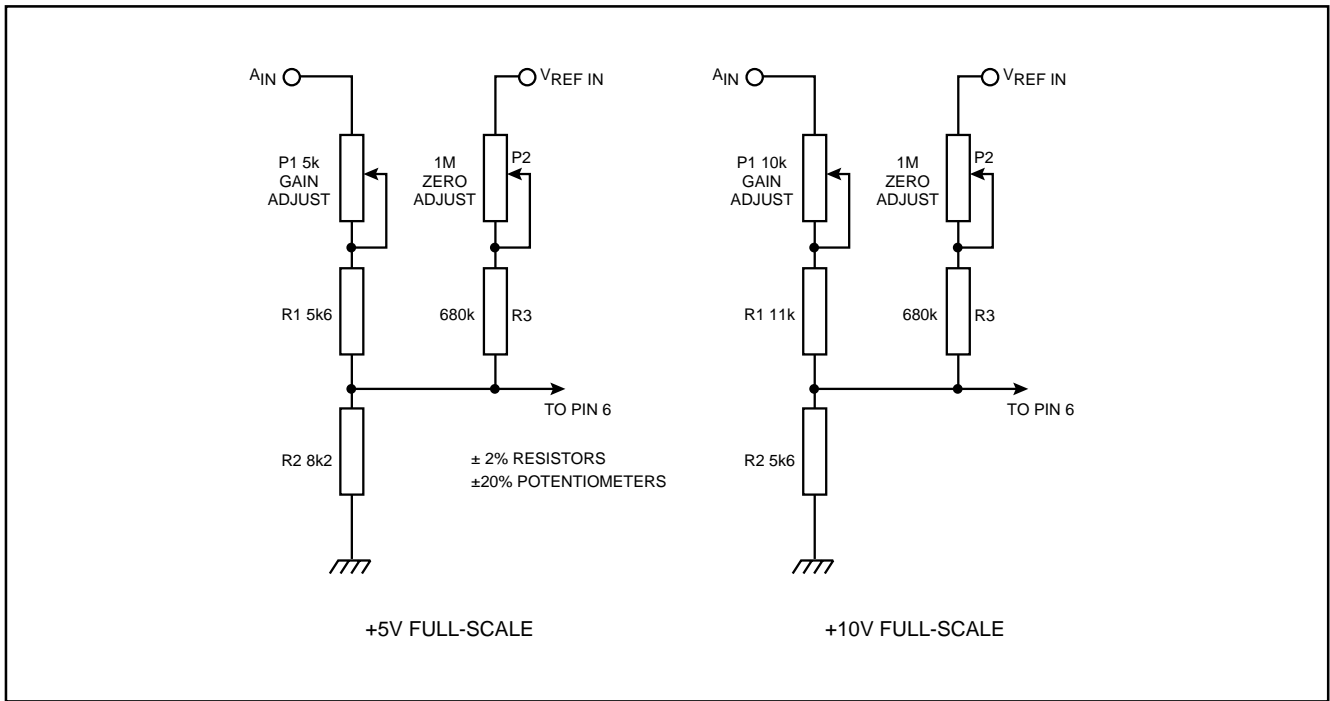 AIN
VREF IN
P1 5k
GAIN
ADJUST
1M
ZERO
ADJUST
P2
R1 5k6
680k
R3
TO PIN 6
R2 8k2
± 2% RESISTORS
±20% POTENTIOMETERS
+5V FULL-SCALE
AIN
VREF IN
P1 10k
GAIN
ADJUST
1M
ZERO
ADJUST
P2
R1 11k
680k
R3
TO PIN 6
R2 5k6
+10V FULL-SCALE